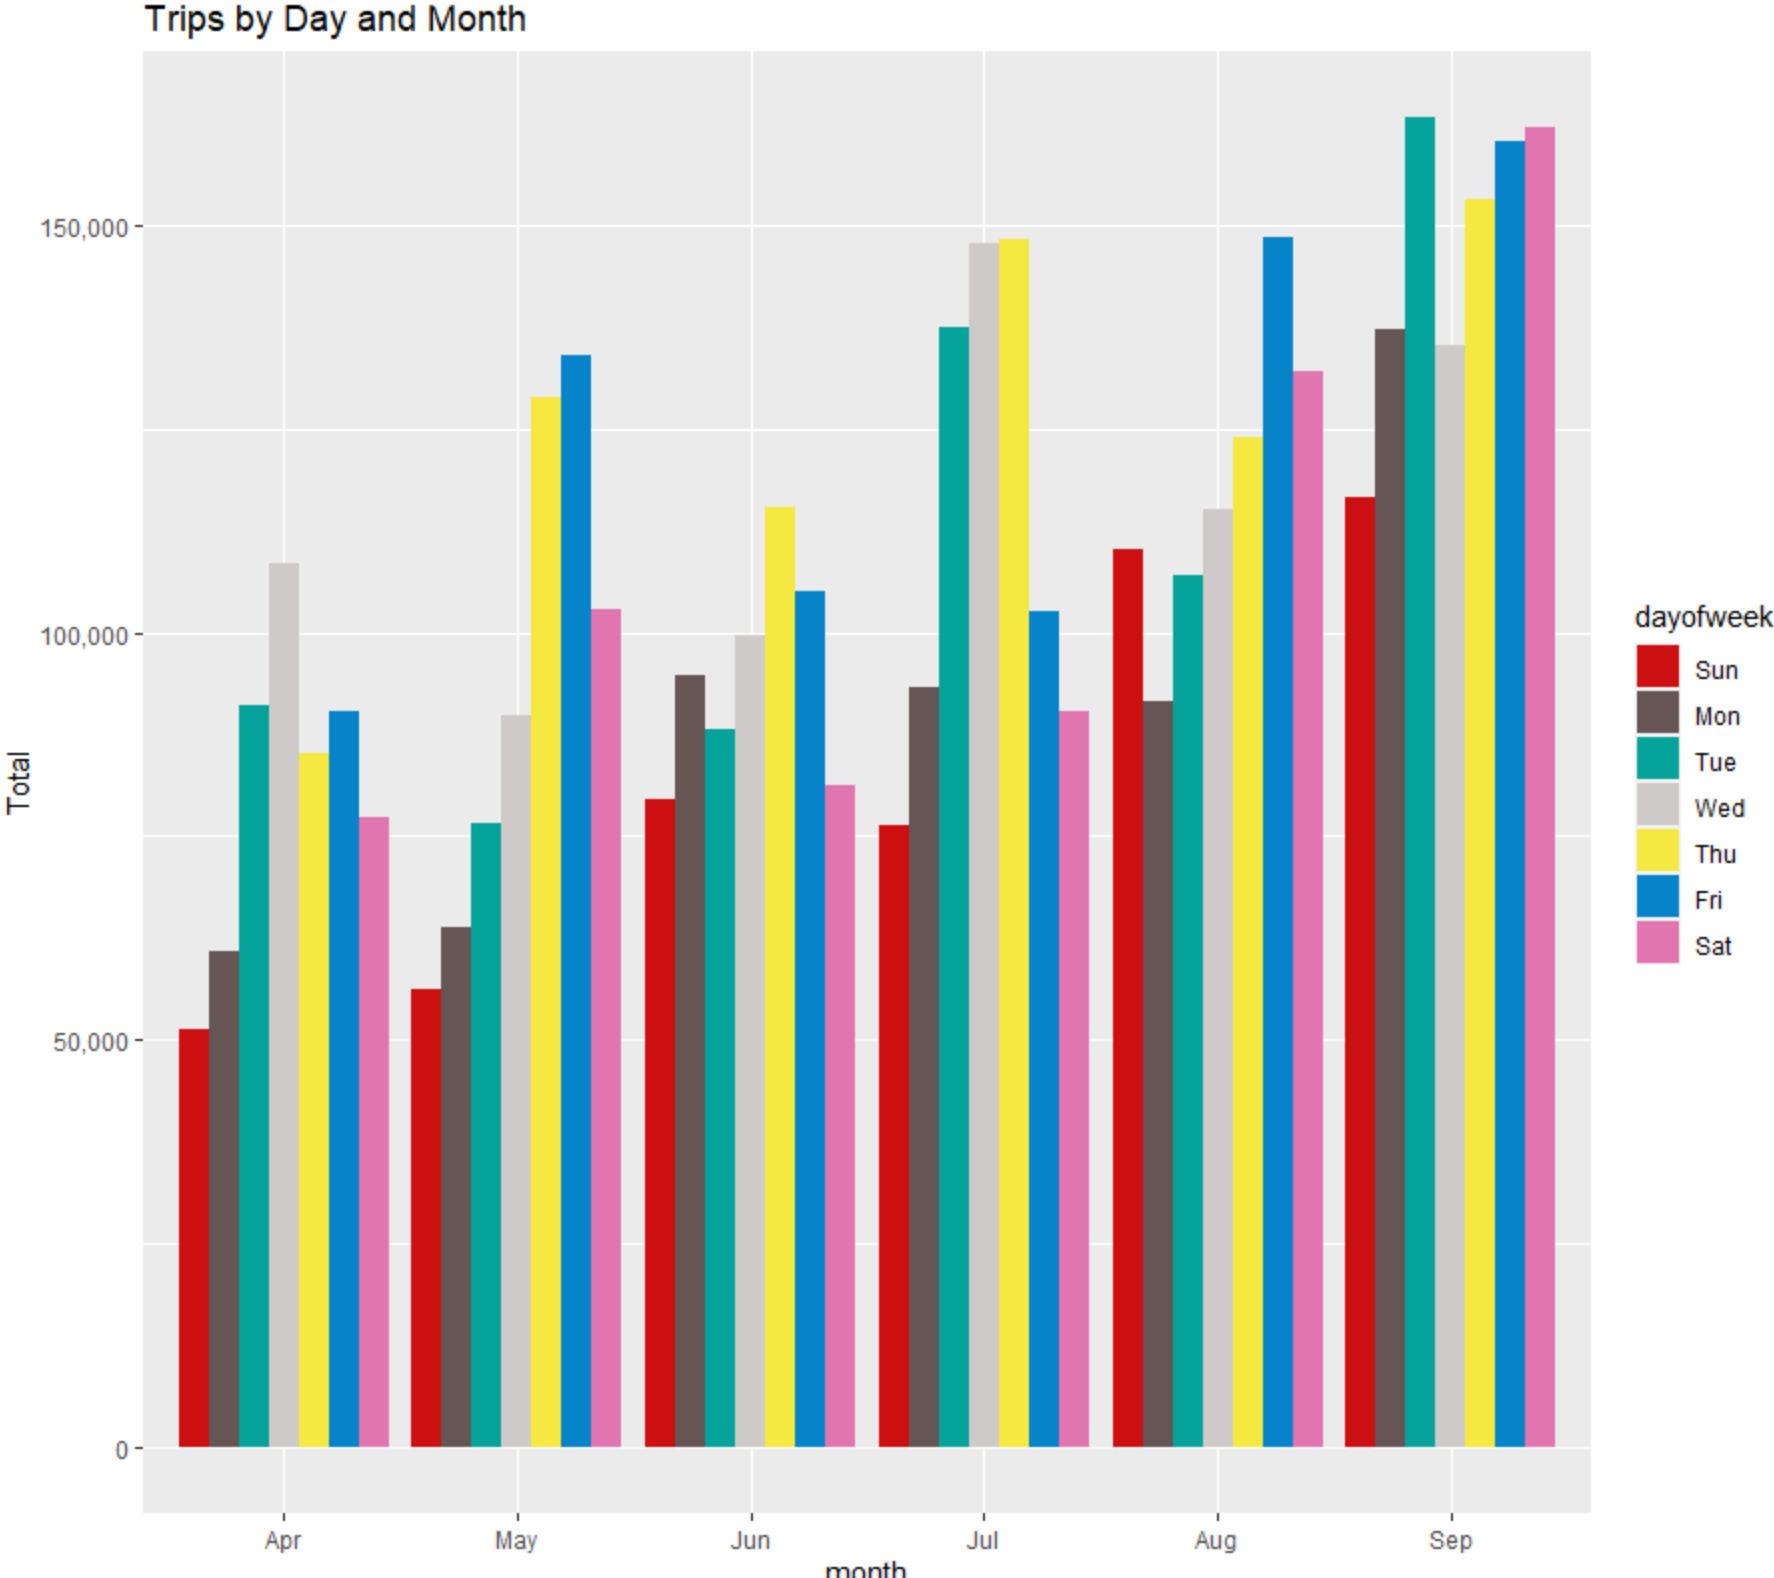 Trips by Day and Month
150,000
100,000
50,000
0
Total
Apr May Jun Jul Aug Sep
month
dayofweek
Sun
Mon
Tue
Wed
Thu
Fri
Sat